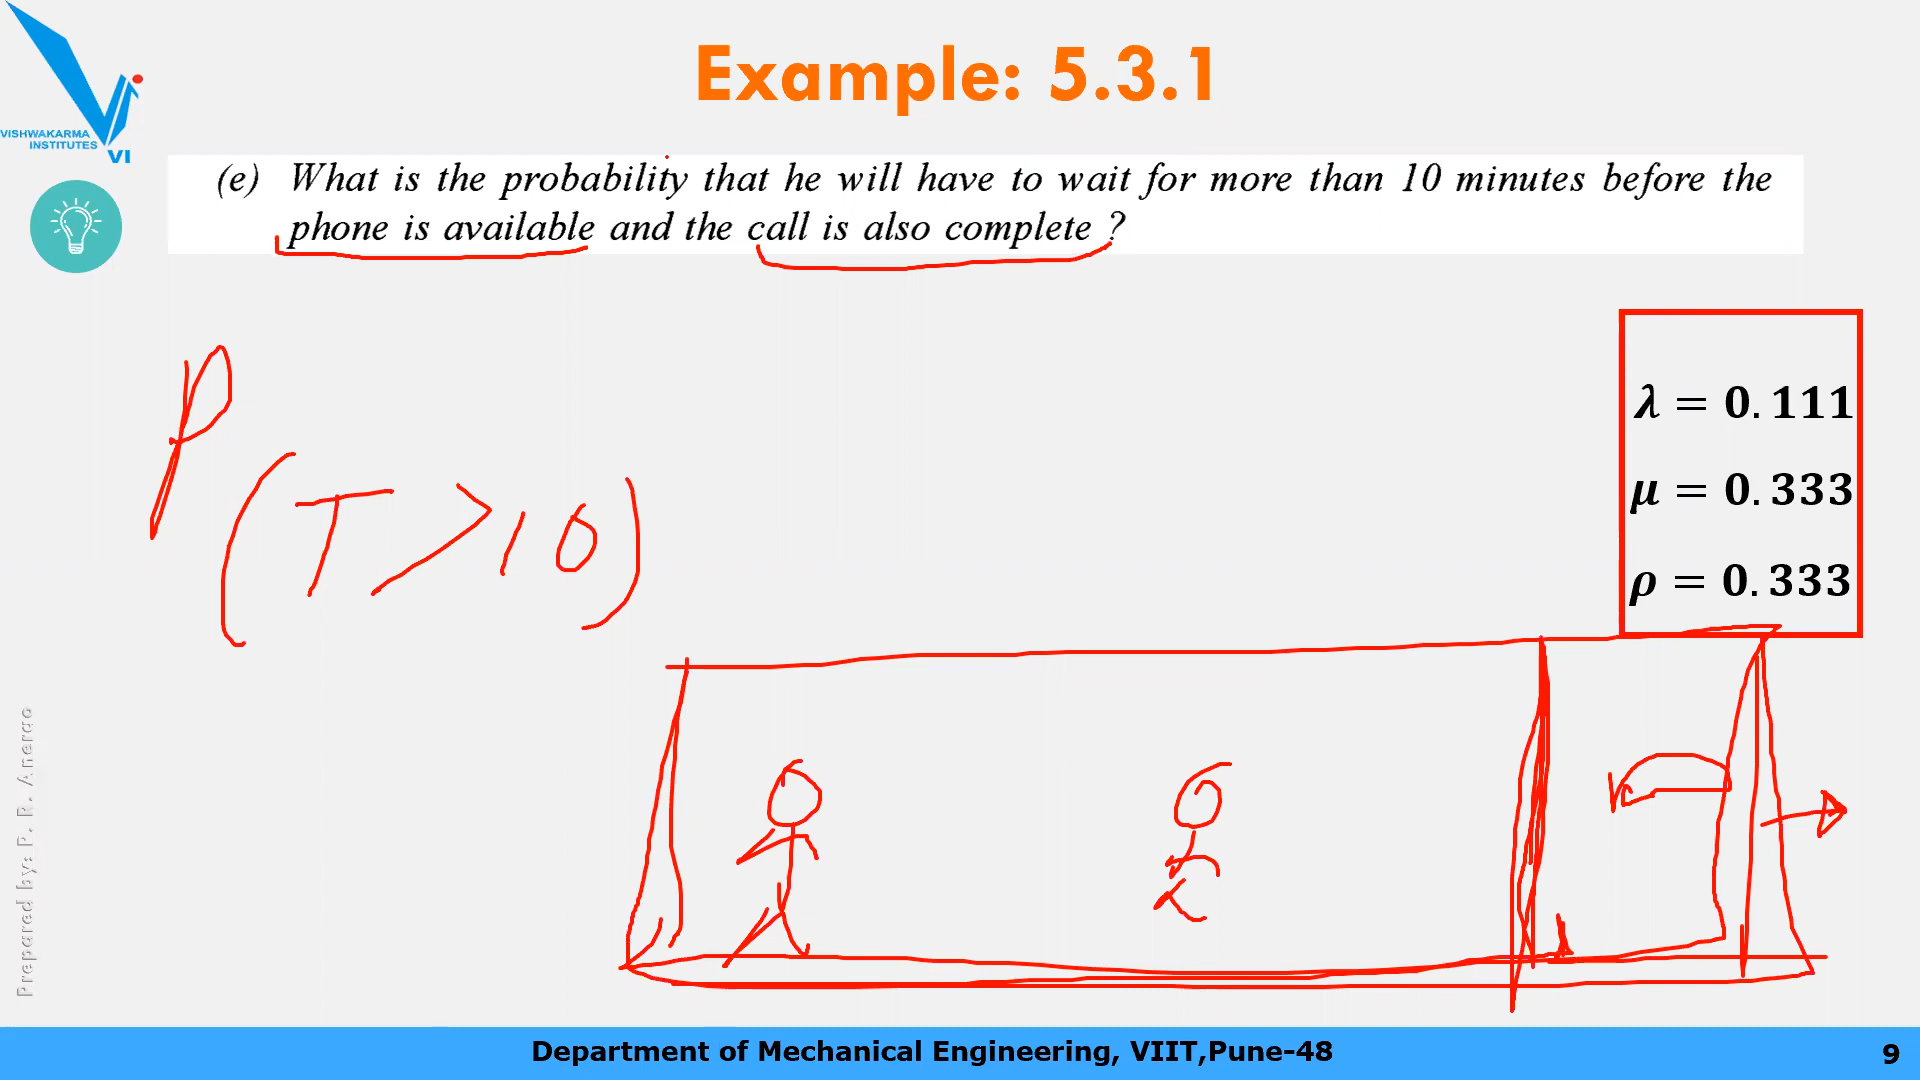 Example: 5.3.1
VISHWAKARMA
INSTITUTES
VI
(e) What is the probability that he will have to wait for more than 10 minutes before the
phone is available and the call is also complete ?
P
(T>10)
λ = 0.111
μ = 0.333
ρ = 0.333
Prepared by: P. R. Anerao
Department of Mechanical Engineering, VIIT,Pune-48
9